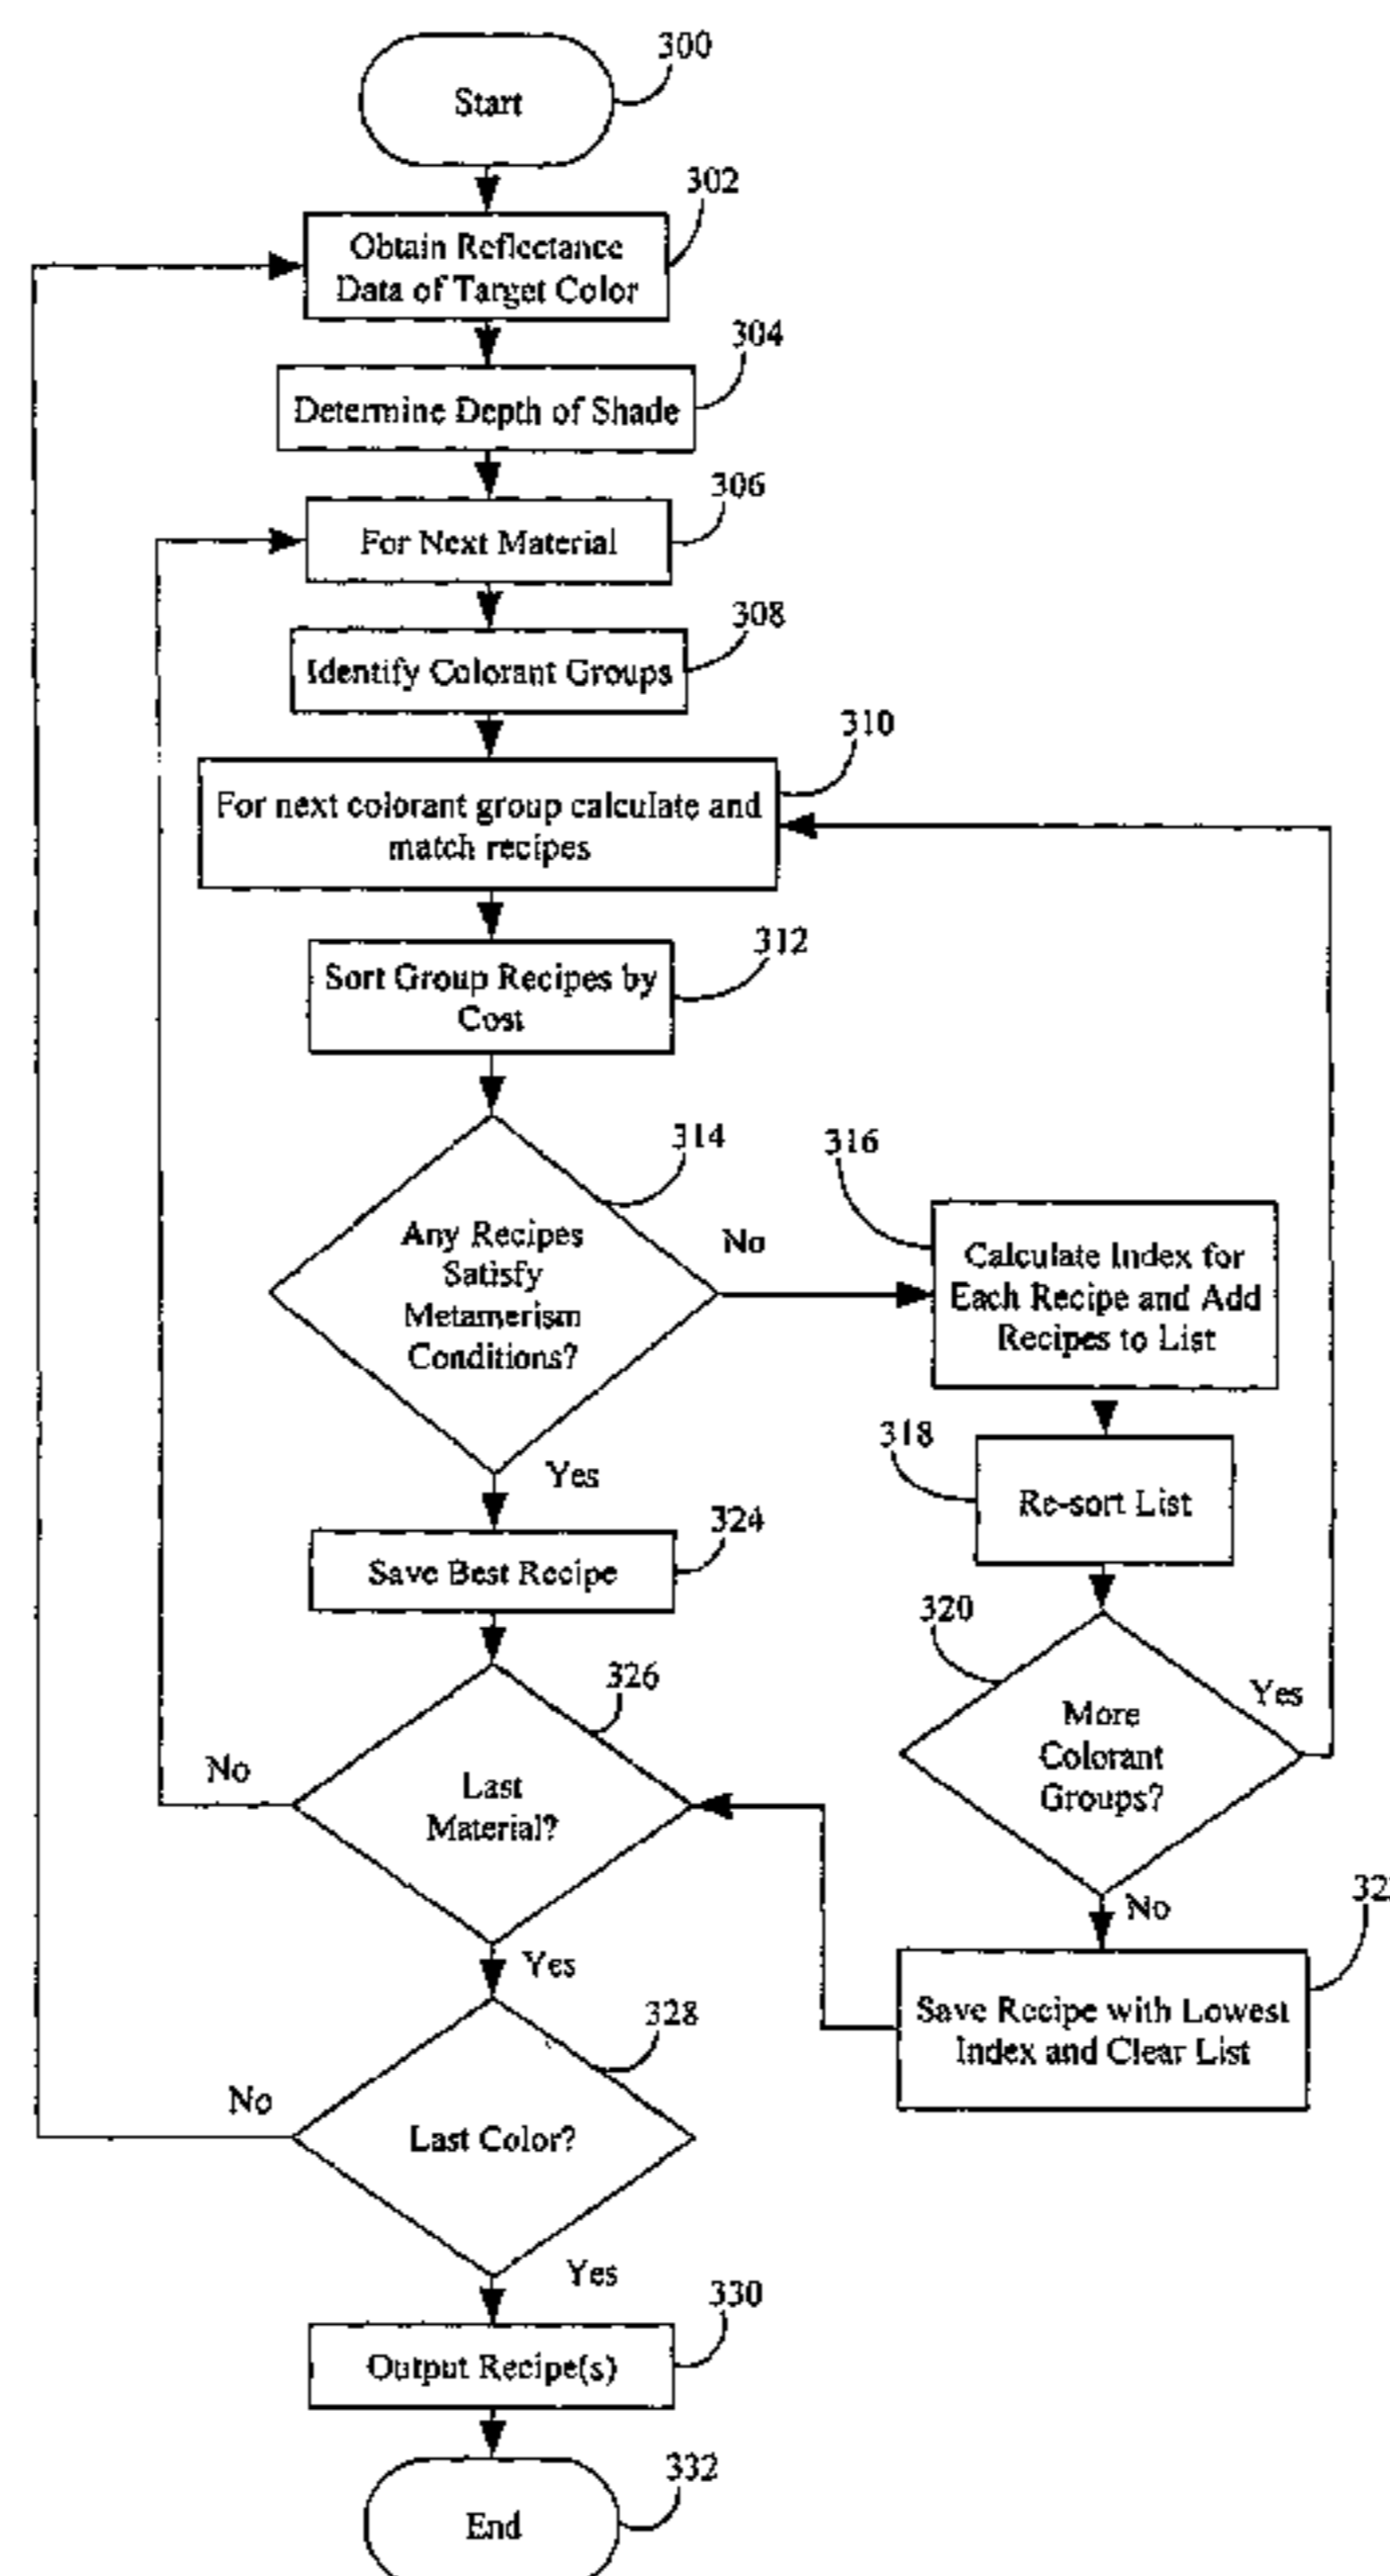 300
Start
302
Obtain Reflectance
Data of Target Color
304
Determine Depth of Shade
306
For Next Material
308
Identify Colorant Groups
310
For next colorant group calculate and
match recipes
312
Sort Group Recipes by
Cost
314
Any Recipes
Satisfy
Metamerism
Conditions?
No
316
Calculate Index for
Each Recipe and Add
Recipes to List
318
Re-sort List
Yes
324
Save Best Recipe
320
More
Colorant
Groups?
Yes
326
Last
Material?
No
No
Save Recipe with Lowest
Index and Clear List
Yes
328
Last Color?
No
Yes
330
Output Recipe(s)
332
End